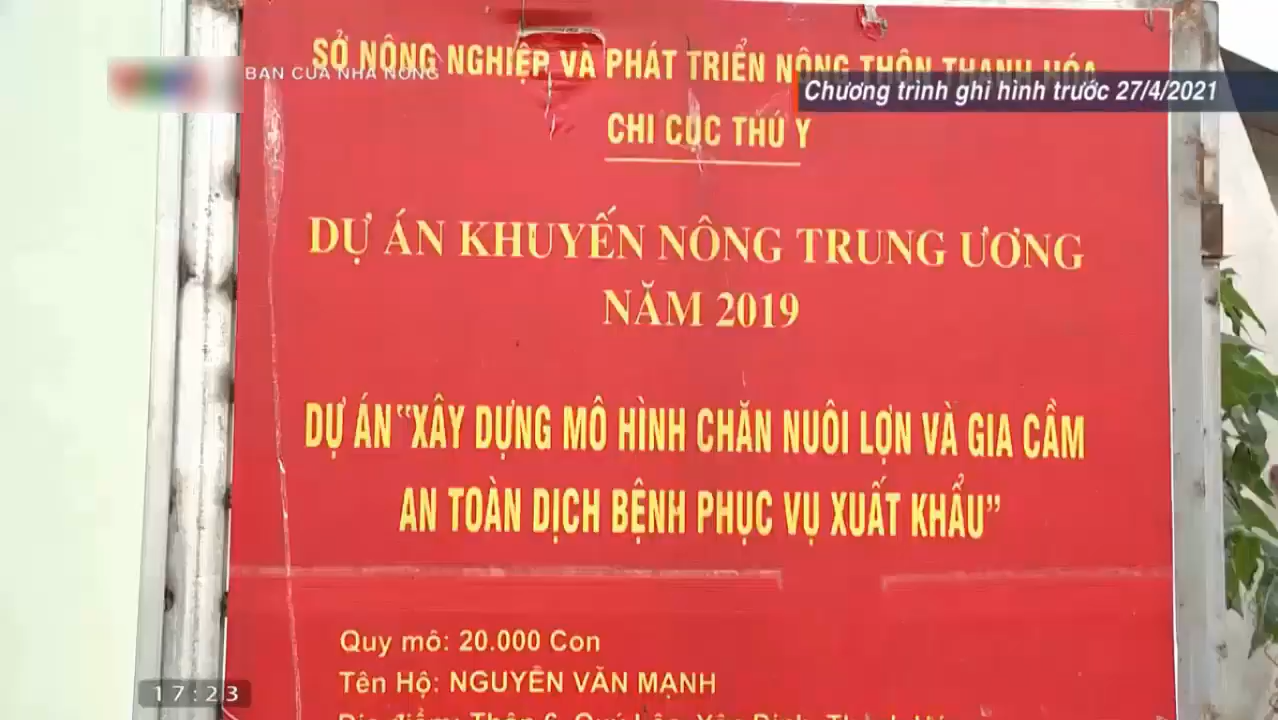 SỞ NÔNG NGHIỆP VÀ PHÁT TRIỂN NÔNG THÔN THANH HÓA
BẠN CỦA NHÀ NÔNG
Chương trình ghi hình trước 27/4/2021
CHI CỤC THÚ Y
DỰ ÁN KHUYẾN NÔNG TRUNG ƯƠNG
NĂM 2019
DỰ ÁN "XÂY DỰNG MÔ HÌNH CHĂN NUÔI LỢN VÀ GIA CẦM
AN TOÀN DỊCH BỆNH PHỤC VỤ XUẤT KHẨU"
Quy mô: 20.000 Con
Tên Hộ: NGUYỄN VĂN MẠNH
17:23